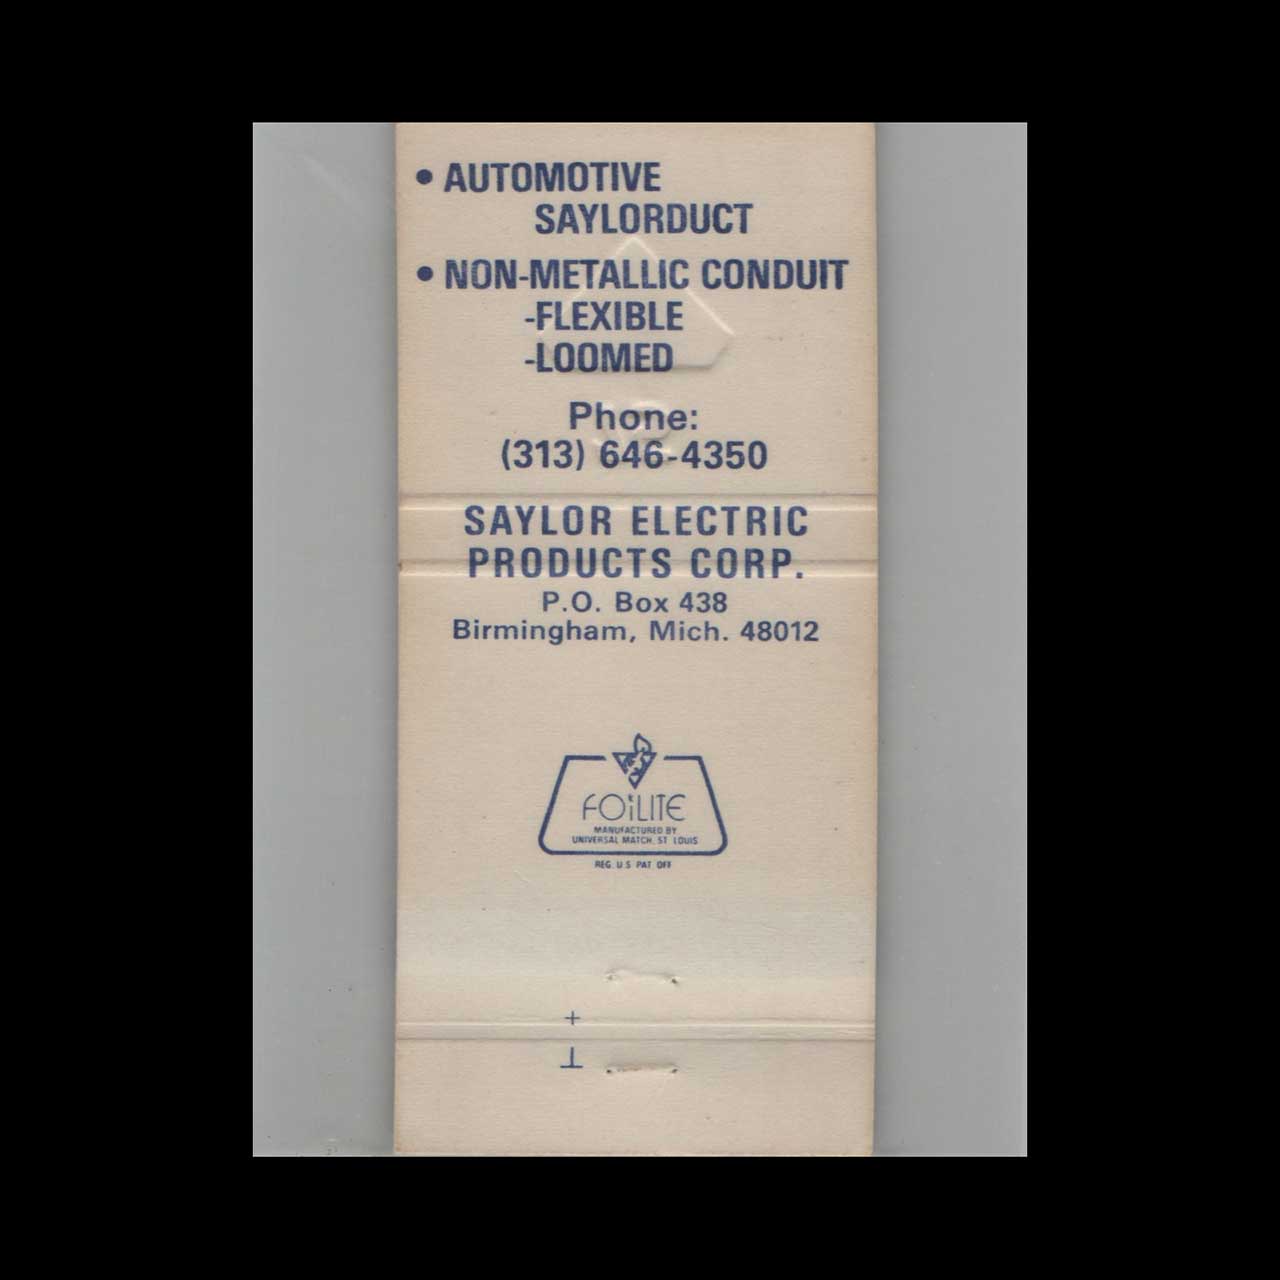 • AUTOMOTIVE
SAYLORDUCT
• NON-METALLIC CONDUIT
-FLEXIBLE
-LOOMED
Phone:
(313) 646-4350
SAYLOR ELECTRIC
PRODUCTS CORP.
P.O. Box 438
Birmingham, Mich. 48012
FOiLITE
MANUFACTURED BY
UNIVERSAL MATCH, ST. LOUIS
REG. U.S. PAT. OFF.